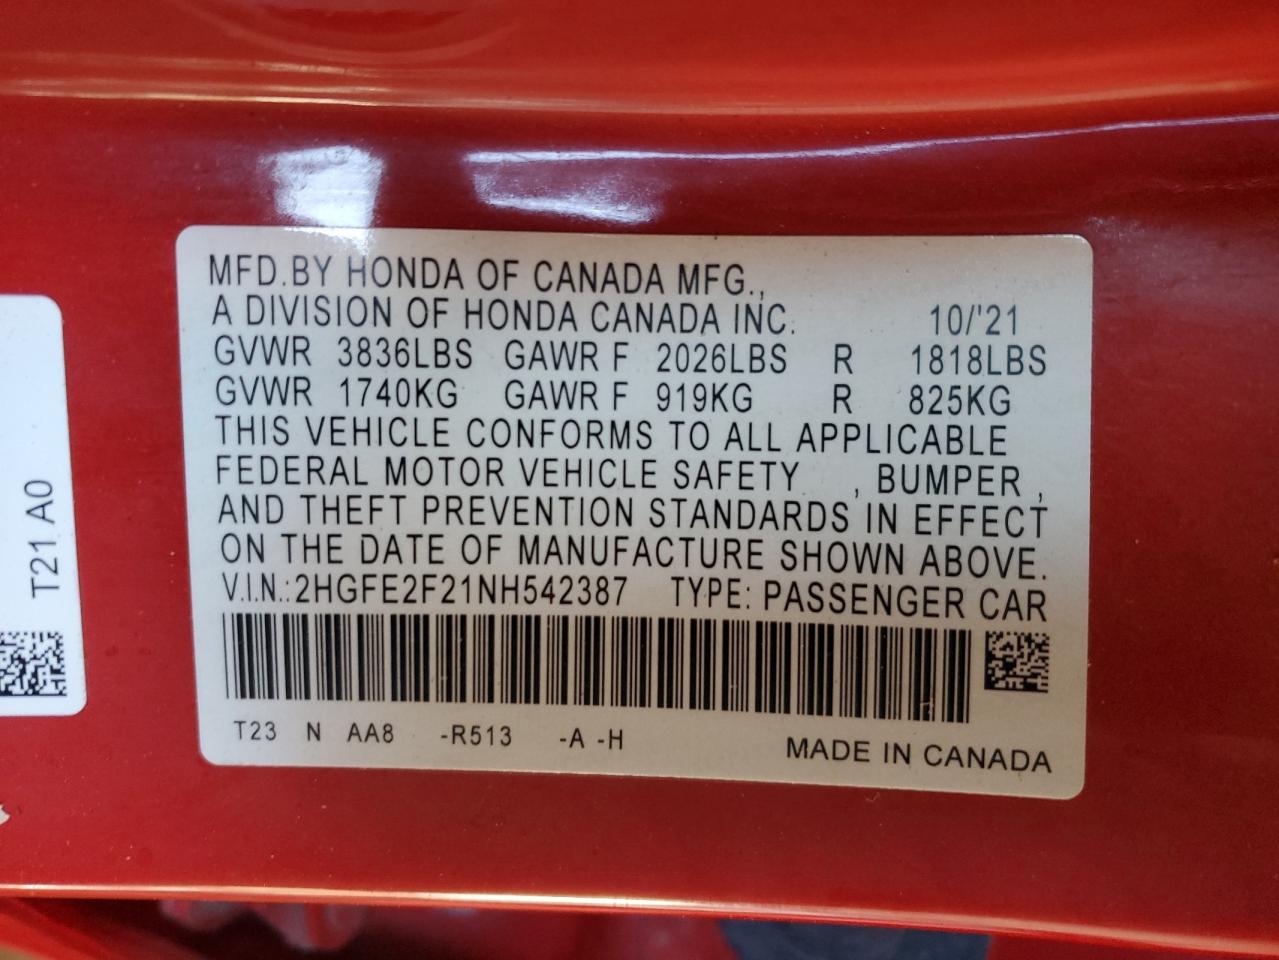 MFD.BY HONDA OF CANADA MFG.,
A DIVISION OF HONDA CANADA INC. 10/'21
GVWR 3836LBS GAWR F 2026LBS R 1818LBS
GVWR 1740KG GAWR F 919KG R 825KG
THIS VEHICLE CONFORMS TO ALL APPLICABLE
FEDERAL MOTOR VEHICLE SAFETY , BUMPER ,
AND THEFT PREVENTION STANDARDS IN EFFECT
ON THE DATE OF MANUFACTURE SHOWN ABOVE.
V.I.N.:2HGFE2F21NH542387 TYPE: PASSENGER CAR
T23 N AA8 -R513 -A -H
MADE IN CANADA
T21 A0